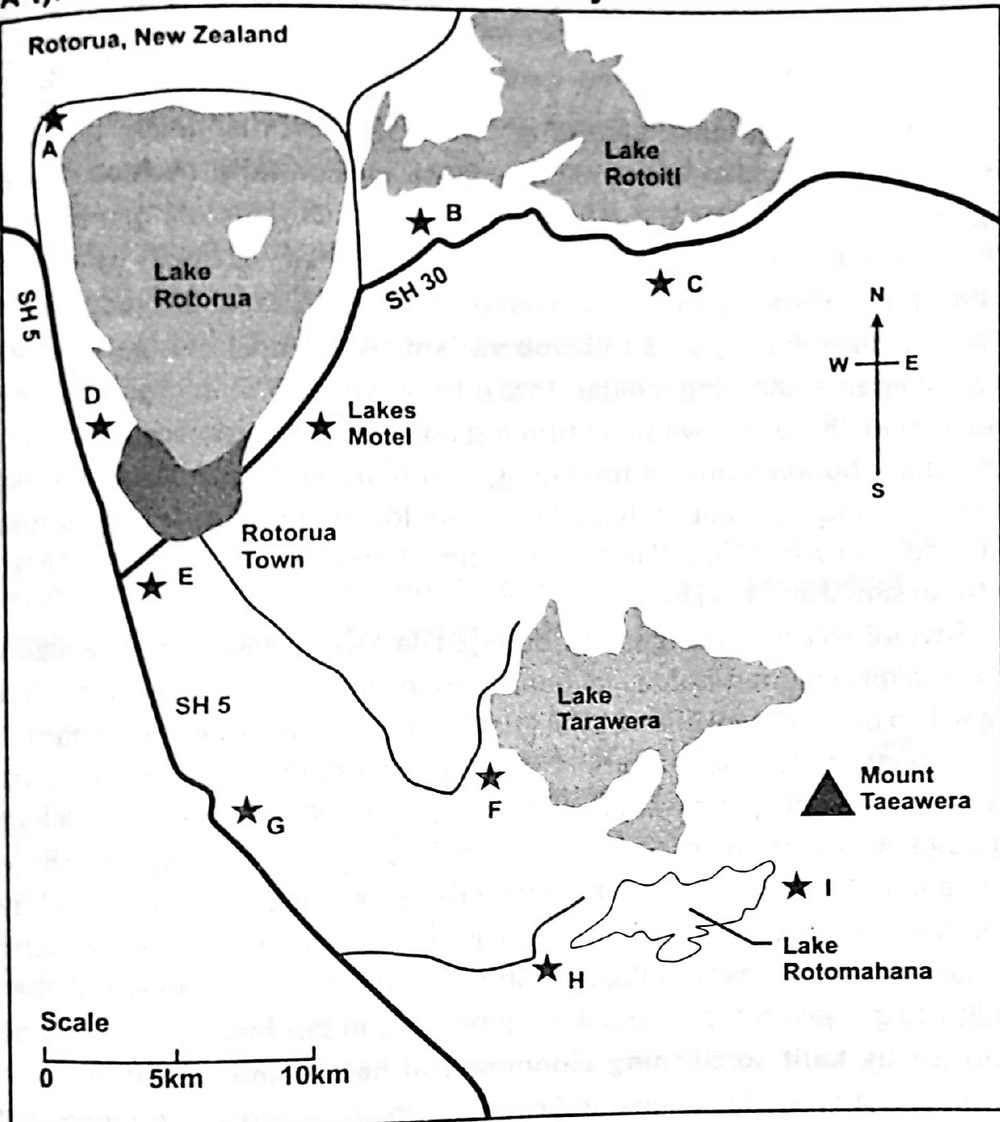 Rotorua, New Zealand
A
Lake
Rotoiti
B
Lake
Rotorua
SH 30
C
SH 5
N
W
E
S
D
Lakes
Motel
Rotorua
Town
E
SH 5
Lake
Tarawera
F
Mount
Taeawera
G
I
H
Lake
Rotomahana
Scale
0
5km
10km